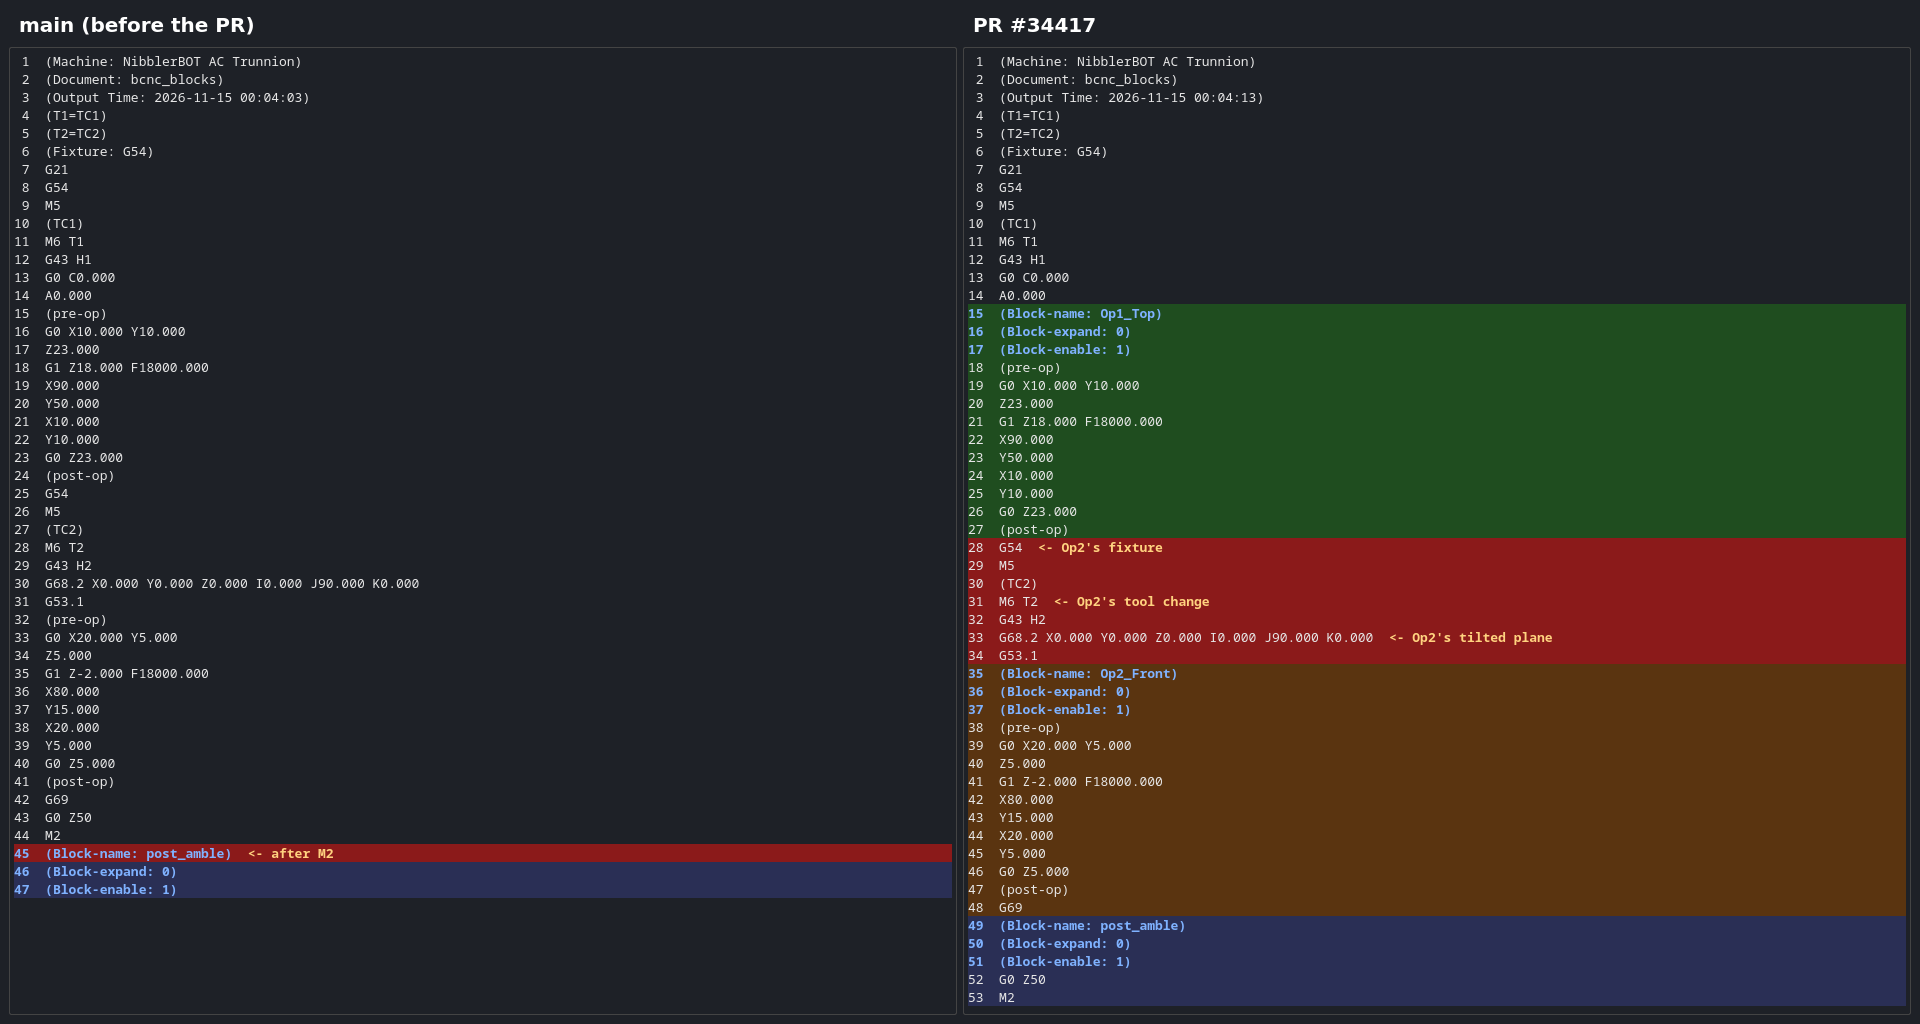 main (before the PR)
1 (Machine: NibblerBOT AC Trunnion)
2 (Document: bcnc_blocks)
3 (Output Time: 2026-11-15 00:04:03)
4 (T1=TC1)
5 (T2=TC2)
6 (Fixture: G54)
7 G21
8 G54
9 M5
10 (TC1)
11 M6 T1
12 G43 H1
13 G0 C0.000
14 A0.000
15 (pre-op)
16 G0 X10.000 Y10.000
17 Z23.000
18 G1 Z18.000 F18000.000
19 X90.000
20 Y50.000
21 X10.000
22 Y10.000
23 G0 Z23.000
24 (post-op)
25 G54
26 M5
27 (TC2)
28 M6 T2
29 G43 H2
30 G68.2 X0.000 Y0.000 Z0.000 I0.000 J90.000 K0.000
31 G53.1
32 (pre-op)
33 G0 X20.000 Y5.000
34 Z5.000
35 G1 Z-2.000 F18000.000
36 X80.000
37 Y15.000
38 X20.000
39 Y5.000
40 G0 Z5.000
41 (post-op)
42 G69
43 G0 Z50
44 M2
45 (Block-name: post_amble) <- after M2
46 (Block-expand: 0)
47 (Block-enable: 1)
PR #34417
1 (Machine: NibblerBOT AC Trunnion)
2 (Document: bcnc_blocks)
3 (Output Time: 2026-11-15 00:04:13)
4 (T1=TC1)
5 (T2=TC2)
6 (Fixture: G54)
7 G21
8 G54
9 M5
10 (TC1)
11 M6 T1
12 G43 H1
13 G0 C0.000
14 A0.000
15 (Block-name: Op1_Top)
16 (Block-expand: 0)
17 (Block-enable: 1)
18 (pre-op)
19 G0 X10.000 Y10.000
20 Z23.000
21 G1 Z18.000 F18000.000
22 X90.000
23 Y50.000
24 X10.000
25 Y10.000
26 G0 Z23.000
27 (post-op)
28 G54 <- Op2's fixture
29 M5
30 (TC2)
31 M6 T2 <- Op2's tool change
32 G43 H2
33 G68.2 X0.000 Y0.000 Z0.000 I0.000 J90.000 K0.000 <- Op2's tilted plane
34 G53.1
35 (Block-name: Op2_Front)
36 (Block-expand: 0)
37 (Block-enable: 1)
38 (pre-op)
39 G0 X20.000 Y5.000
40 Z5.000
41 G1 Z-2.000 F18000.000
42 X80.000
43 Y15.000
44 X20.000
45 Y5.000
46 G0 Z5.000
47 (post-op)
48 G69
49 (Block-name: post_amble)
50 (Block-expand: 0)
51 (Block-enable: 1)
52 G0 Z50
53 M2